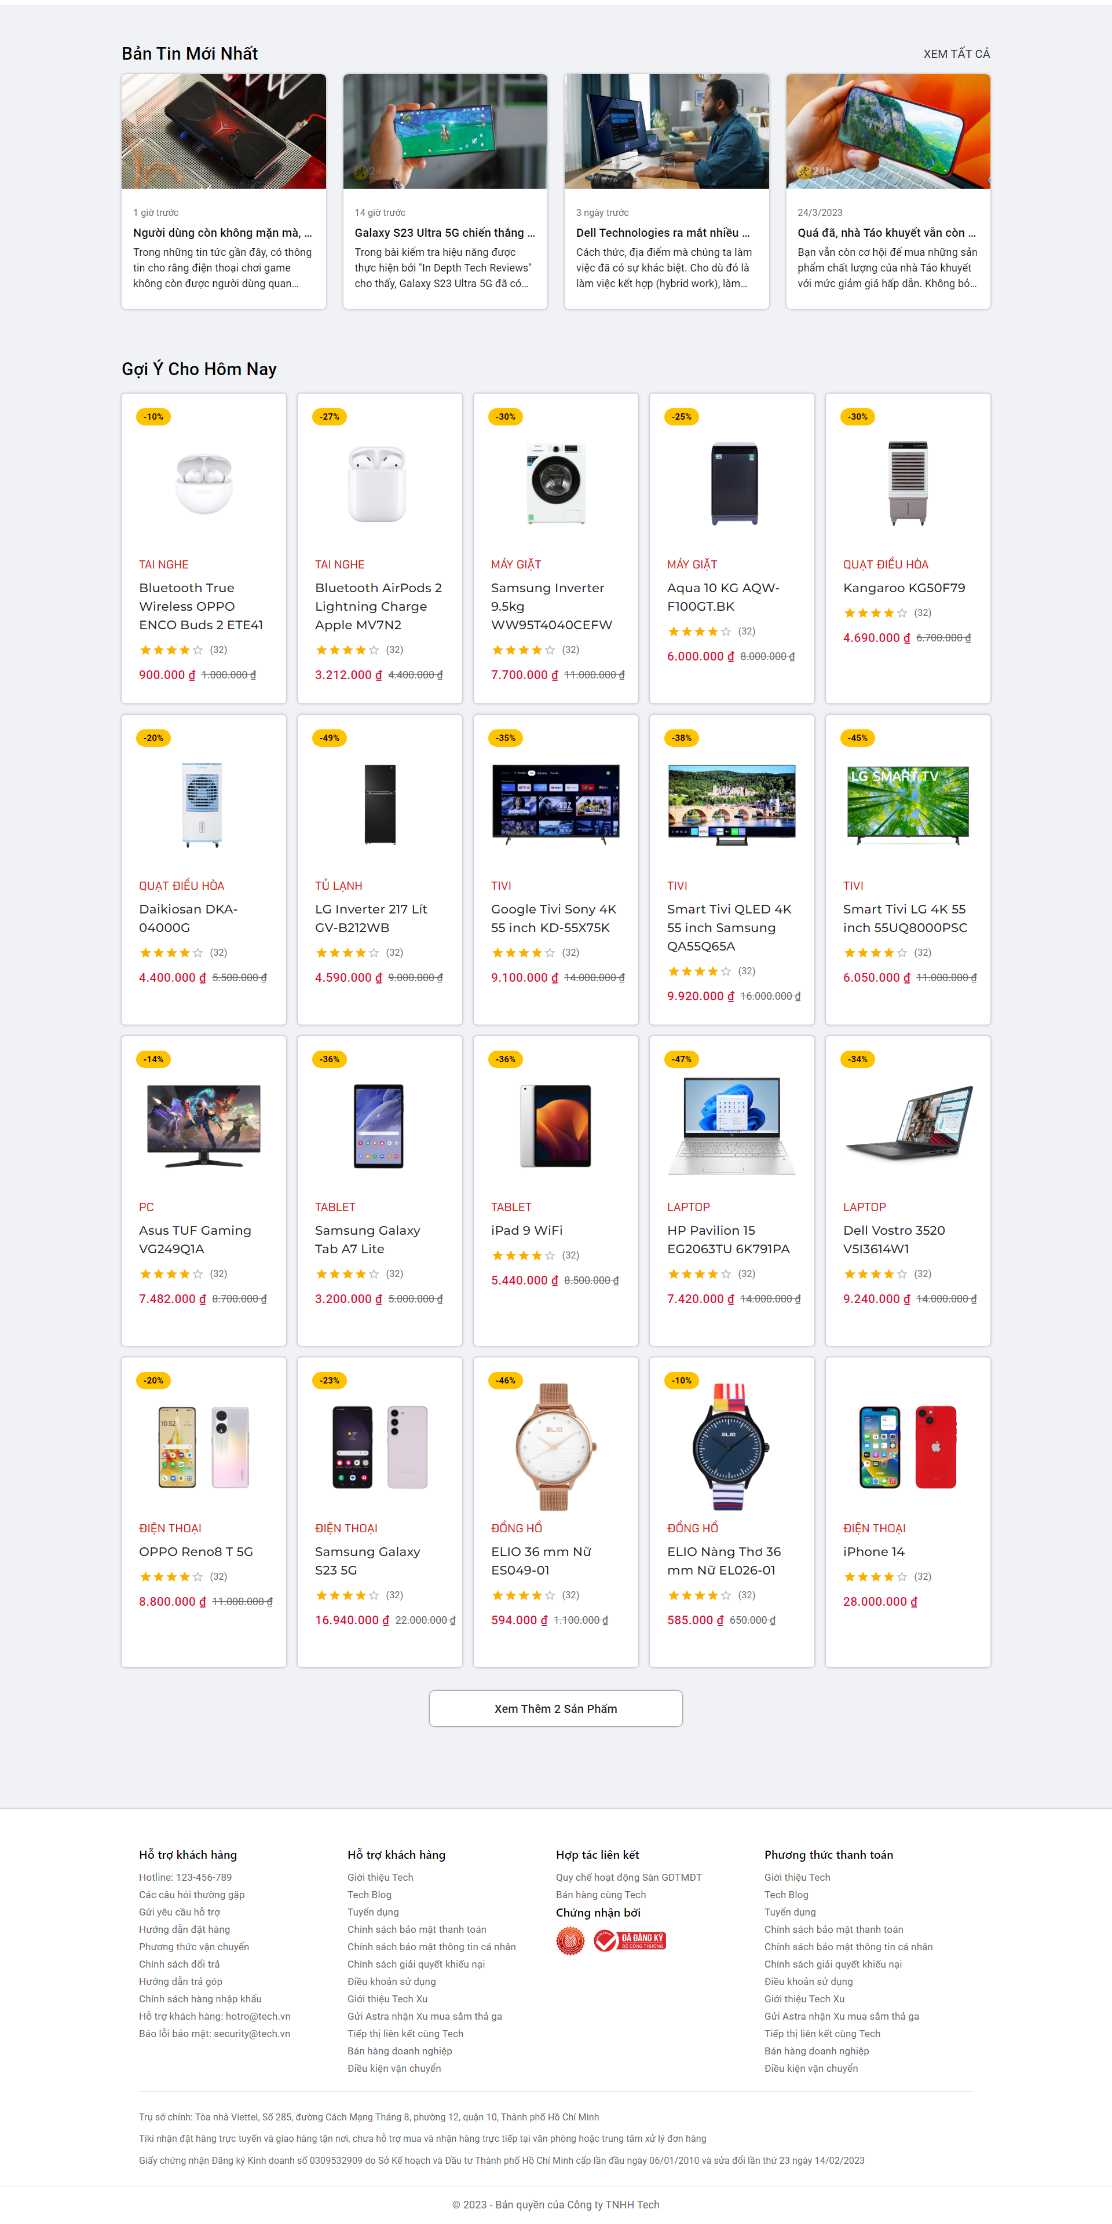 Bản Tin Mới Nhất
XEM TẤT CẢ
1 giờ trước
Người dùng còn không mặn mà, ...
Trong những tin tức gần đây, có thông
tin cho rằng điện thoại chơi game
không còn được người dùng quan...
14 giờ trước
Galaxy S23 Ultra 5G chiến thắng ...
Trong bài kiểm tra hiệu năng được
thực hiện bởi "In Depth Tech Reviews"
cho thấy, Galaxy S23 Ultra 5G đã có...
3 ngày trước
Dell Technologies ra mắt nhiều ...
Cách thức, địa điểm mà chúng ta làm
việc đã có sự khác biệt. Cho dù đó là
làm việc kết hợp (hybrid work), làm...
24h
24/3/2023
Quá đã, nhà Táo khuyết vẫn còn ...
Bạn vẫn còn cơ hội để mua những sản
phẩm chất lượng của nhà Táo khuyết
với mức giảm giá hấp dẫn. Không bỏ...
Gợi Ý Cho Hôm Nay
-10%
TAI NGHE
Bluetooth True
Wireless OPPO
ENCO Buds 2 ETE41
(32)
900.000 ₫ 1.000.000 ₫
-27%
TAI NGHE
Bluetooth AirPods 2
Lightning Charge
Apple MV7N2
(32)
3.212.000 ₫ 4.400.000 ₫
-30%
MÁY GIẶT
Samsung Inverter
9.5kg
WW95T4040CEFW
(32)
7.700.000 ₫ 11.000.000 ₫
-25%
MÁY GIẶT
Aqua 10 KG AQW-
F100GT.BK
(32)
6.000.000 ₫ 8.000.000 ₫
-30%
QUẠT ĐIỀU HÒA
Kangaroo KG50F79
(32)
4.690.000 ₫ 6.700.000 ₫
-20%
QUẠT ĐIỀU HÒA
Daikiosan DKA-
04000G
(32)
4.400.000 ₫ 5.500.000 ₫
-49%
TỦ LẠNH
LG Inverter 217 Lít
GV-B212WB
(32)
4.590.000 ₫ 9.000.000 ₫
-35%
TIVI
Google Tivi Sony 4K
55 inch KD-55X75K
(32)
9.100.000 ₫ 14.000.000 ₫
-38%
TIVI
Smart Tivi QLED 4K
55 inch Samsung
QA55Q65A
(32)
9.920.000 ₫ 16.000.000 ₫
-45%
LG SMART TV
TIVI
Smart Tivi LG 4K 55
inch 55UQ8000PSC
(32)
6.050.000 ₫ 11.000.000 ₫
-14%
PC
Asus TUF Gaming
VG249Q1A
(32)
7.482.000 ₫ 8.700.000 ₫
-36%
TABLET
Samsung Galaxy
Tab A7 Lite
(32)
3.200.000 ₫ 5.000.000 ₫
-36%
TABLET
iPad 9 WiFi
(32)
5.440.000 ₫ 8.500.000 ₫
-47%
LAPTOP
HP Pavilion 15
EG2063TU 6K791PA
(32)
7.420.000 ₫ 14.000.000 ₫
-34%
LAPTOP
Dell Vostro 3520
V5I3614W1
(32)
9.240.000 ₫ 14.000.000 ₫
-20%
10:52
ĐIỆN THOẠI
OPPO Reno8 T 5G
(32)
8.800.000 ₫ 11.000.000 ₫
-23%
ĐIỆN THOẠI
Samsung Galaxy
S23 5G
(32)
16.940.000 ₫ 22.000.000 ₫
-46%
ELIO
ĐỒNG HỒ
ELIO 36 mm Nữ
ES049-01
(32)
594.000 ₫ 1.100.000 ₫
-10%
ELIO
ĐỒNG HỒ
ELIO Nàng Thơ 36
mm Nữ EL026-01
(32)
585.000 ₫ 650.000 ₫
ĐIỆN THOẠI
iPhone 14
(32)
28.000.000 ₫
Xem Thêm 2 Sản Phẩm
Hỗ trợ khách hàng
Hotline: 123-456-789
Các câu hỏi thường gặp
Gửi yêu cầu hỗ trợ
Hướng dẫn đặt hàng
Phương thức vận chuyển
Chính sách đổi trả
Hướng dẫn trả góp
Chính sách hàng nhập khẩu
Hỗ trợ khách hàng: hotro@tech.vn
Báo lỗi bảo mật: security@tech.vn
Hỗ trợ khách hàng
Giới thiệu Tech
Tech Blog
Tuyển dụng
Chính sách bảo mật thanh toán
Chính sách bảo mật thông tin cá nhân
Chính sách giải quyết khiếu nại
Điều khoản sử dụng
Giới thiệu Tech Xu
Gửi Astra nhận Xu mua sắm thả ga
Tiếp thị liên kết cùng Tech
Bán hàng doanh nghiệp
Điều kiện vận chuyển
Hợp tác liên kết
Quy chế hoạt động Sàn GDTMĐT
Bán hàng cùng Tech
Chứng nhận bởi
ĐÃ ĐĂNG KÝ
BỘ CÔNG THƯƠNG
Phương thức thanh toán
Giới thiệu Tech
Tech Blog
Tuyển dụng
Chính sách bảo mật thanh toán
Chính sách bảo mật thông tin cá nhân
Chính sách giải quyết khiếu nại
Điều khoản sử dụng
Giới thiệu Tech Xu
Gửi Astra nhận Xu mua sắm thả ga
Tiếp thị liên kết cùng Tech
Bán hàng doanh nghiệp
Điều kiện vận chuyển
Trụ sở chính: Tòa nhà Viettel, Số 285, đường Cách Mạng Tháng 8, phường 12, quận 10, Thành phố Hồ Chí Minh
Tiki nhận đặt hàng trực tuyến và giao hàng tận nơi, chưa hỗ trợ mua và nhận hàng trực tiếp tại văn phòng hoặc trung tâm xử lý đơn hàng
Giấy chứng nhận Đăng ký Kinh doanh số 0309532909 do Sở Kế hoạch và Đầu tư Thành phố Hồ Chí Minh cấp lần đầu ngày 06/01/2010 và sửa đổi lần thứ 23 ngày 14/02/2023
© 2023 - Bản quyền của Công ty TNHH Tech